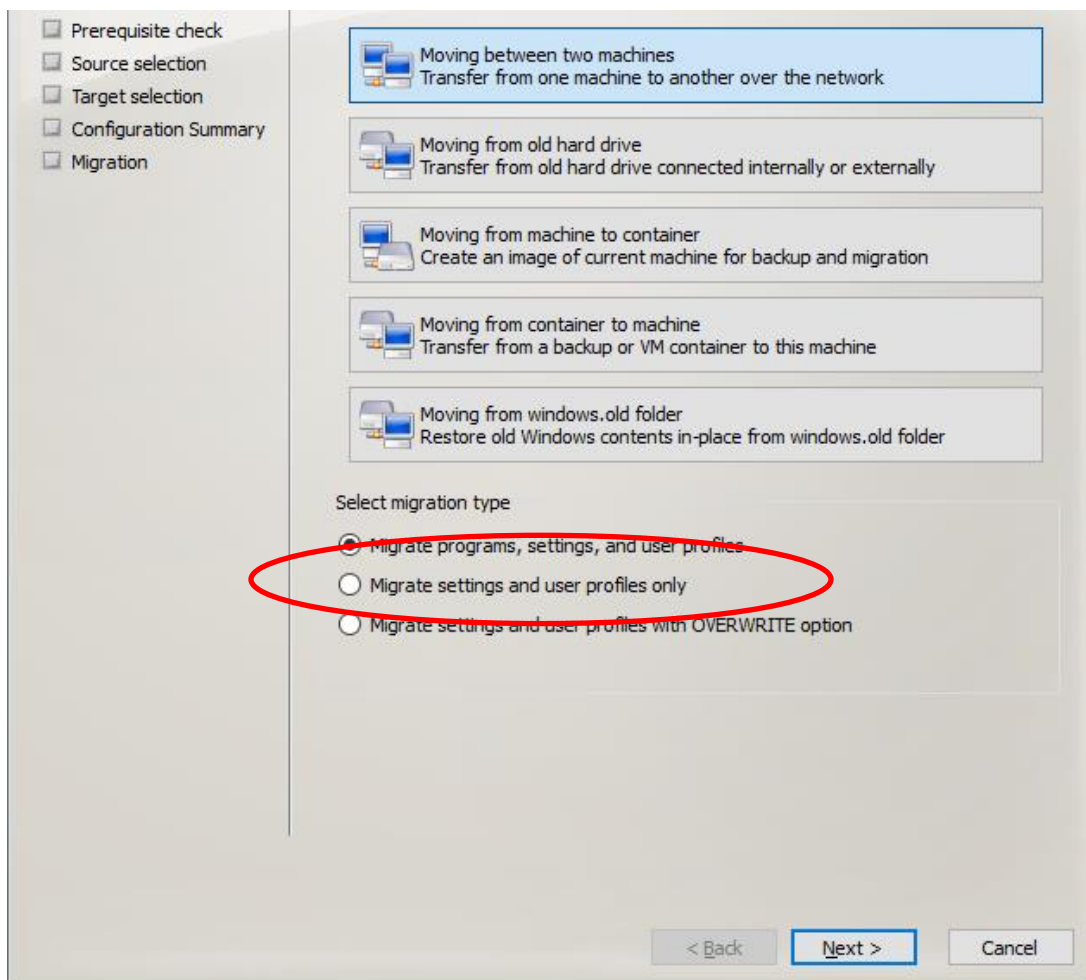 Prerequisite check
Source selection
Target selection
Configuration Summary
Migration
Moving between two machines
Transfer from one machine to another over the network
Moving from old hard drive
Transfer from old hard drive connected internally or externally
Moving from machine to container
Create an image of current machine for backup and migration
Moving from container to machine
Transfer from a backup or VM container to this machine
Moving from windows.old folder
Restore old Windows contents in-place from windows.old folder
Select migration type
Migrate programs, settings, and user profiles
Migrate settings and user profiles only
Migrate settings and user profiles with OVERWRITE option
< Back
Next >
Cancel